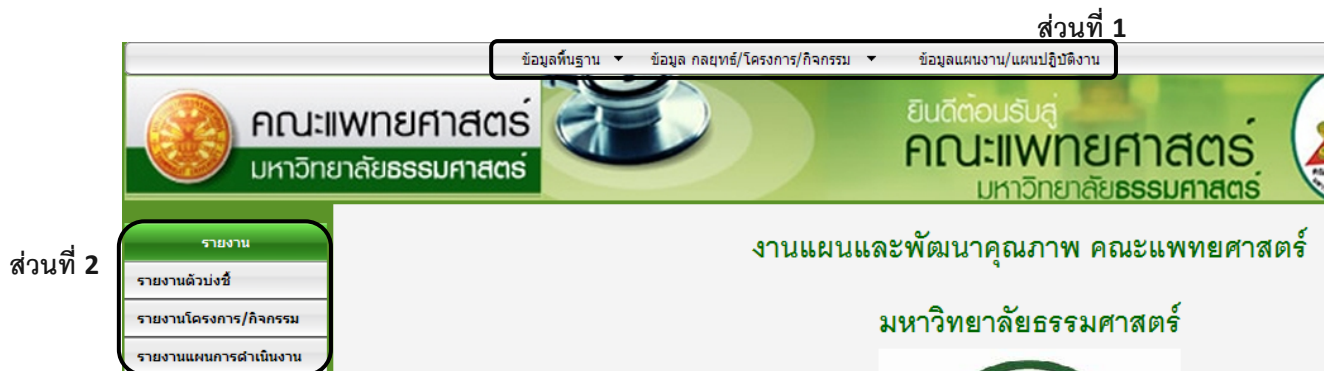 ส่วนที่ 1
ข้อมูลพื้นฐาน ข้อมูล กลยุทธ์/โครงการ/กิจกรรม ข้อมูลแผนงาน/แผนปฏิบัติงาน
คณะแพทยศาสตร์
มหาวิทยาลัยธรรมศาสตร์
ยินดีต้อนรับสู่
คณะแพทยศาสตร์
มหาวิทยาลัยธรรมศาสตร์
ส่วนที่ 2
รายงาน
รายงานตัวบ่งชี้
รายงานโครงการ/กิจกรรม
รายงานแผนการดำเนินงาน
งานแผนและพัฒนาคุณภาพ คณะแพทยศาสตร์
มหาวิทยาลัยธรรมศาสตร์